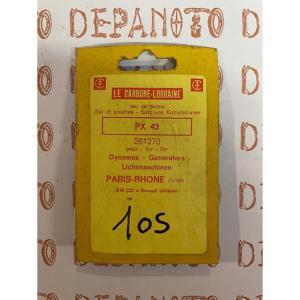 DEPANOTO
LE CARBONE-LORRAINE
jeu de balais
Set of brushes - Satz von Kohlebürsten
PX 43
261270
pour - for - für
Dynamos - Generators
Lichtmaschinen
PARIS-RHONE
105
DEPANOTO